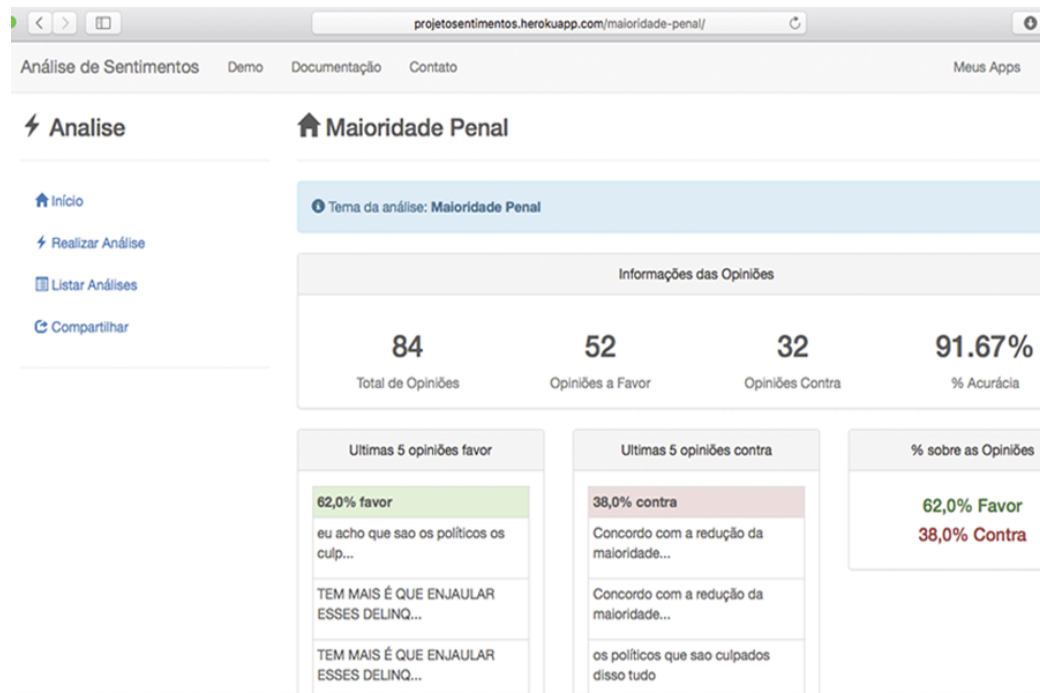 projetosentimentos.herokuapp.com/maioridade-penal/
Análise de Sentimentos Demo Documentação Contato Meus Apps
Analise
Início
Realizar Análise
Listar Análises
Compartilhar
Maioridade Penal
Tema da análise: Maioridade Penal
Informações das Opiniões
84 52 32 91.67%
Total de Opiniões Opiniões a Favor Opiniões Contra % Acurácia
Ultimas 5 opiniões favor
62,0% favor
eu acho que sao os políticos os
culp...
TEM MAIS É QUE ENJAULAR
ESSES DELINQ...
TEM MAIS É QUE ENJAULAR
ESSES DELINQ...
Ultimas 5 opniões contra
38,0% contra
Concordo com a redução da
maioridade...
Concordo com a redução da
maioridade...
os políticos que sao culpados
disso tudo
% sobre as Opiniões
62,0% Favor
38,0% Contra